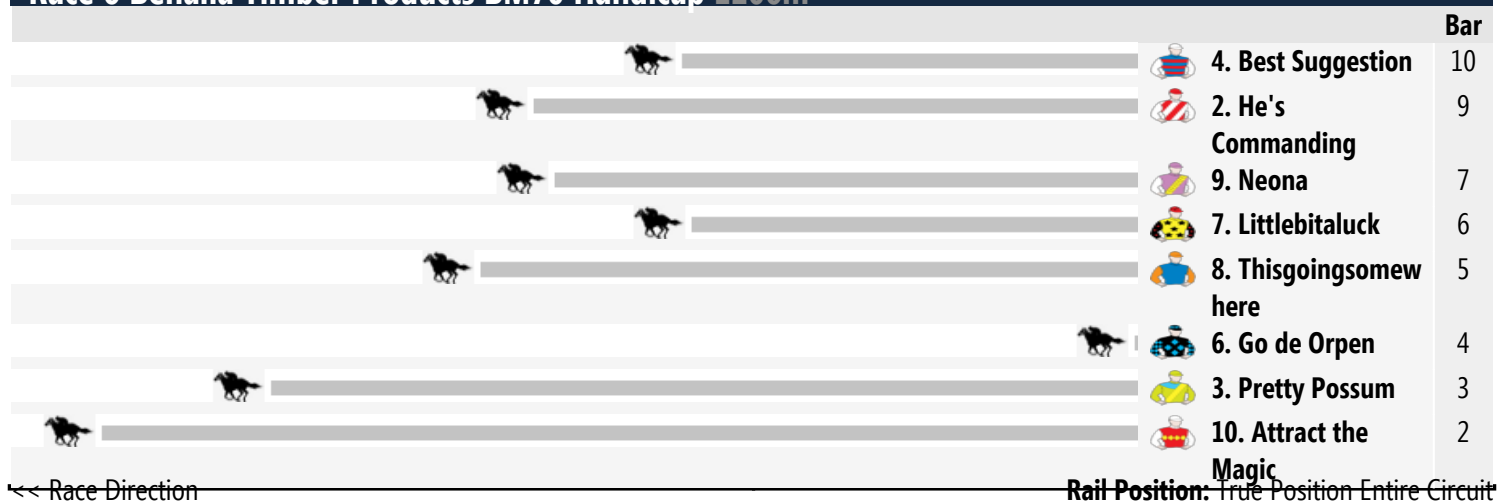 Bar
4. Best Suggestion 10
2. He's 9
Commanding
9. Neona 7
7. Littlebitaluck 6
8. Thisgoingsomew 5
here
6. Go de Orpen 4
3. Pretty Possum 3
10. Attract the 2
Magic
<< Race Direction Rail Position: True Position Entire Circuit